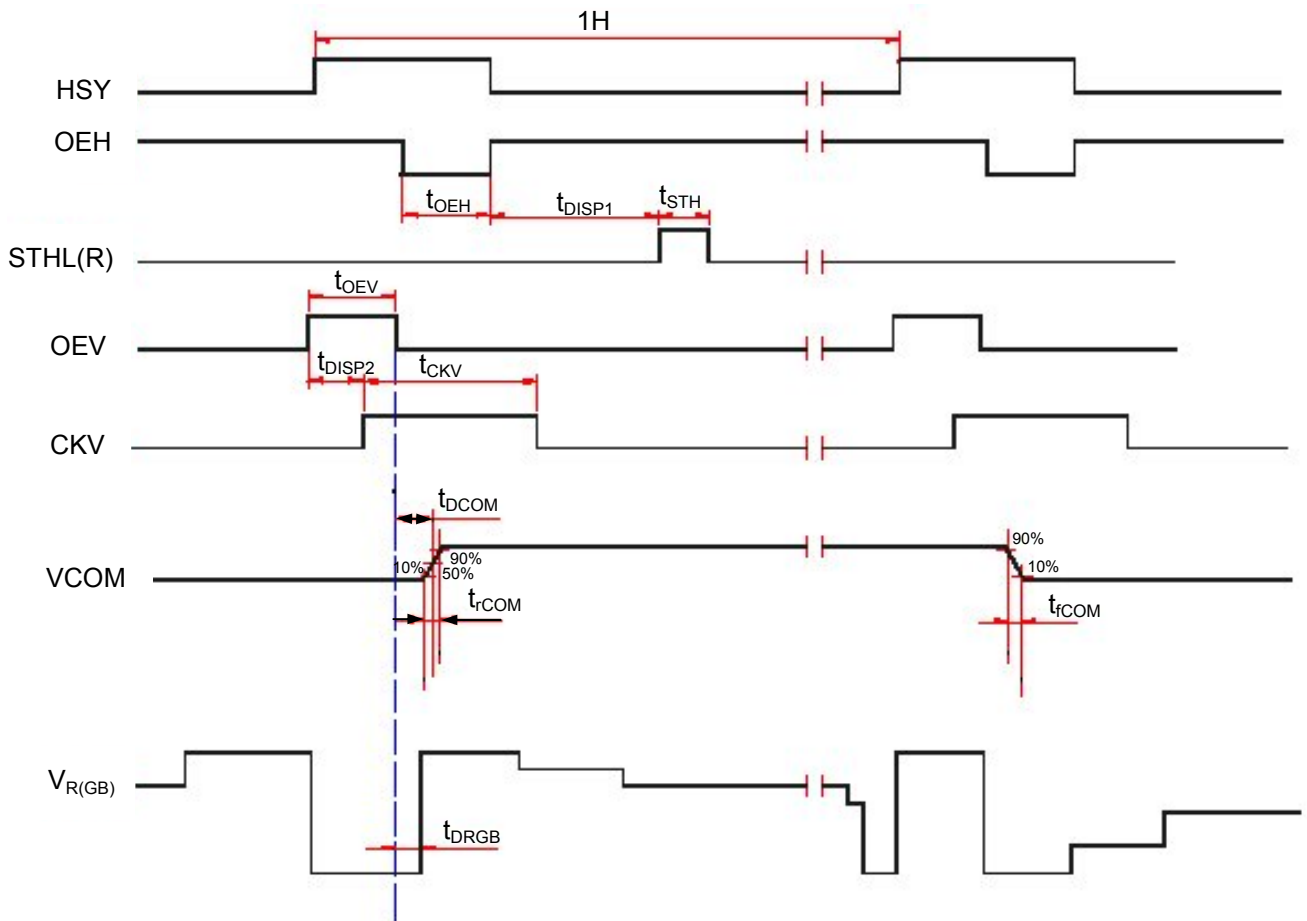 1H
HSY
OEH
tOEH
tDISP1
tSTH
STHL(R)
tOEV
OEV
tDISP2
tCKV
CKV
tDCOM
90%
90%
10%
50%
10%
VCOM
trCOM
tfCOM
VR(GB)
tDRGB